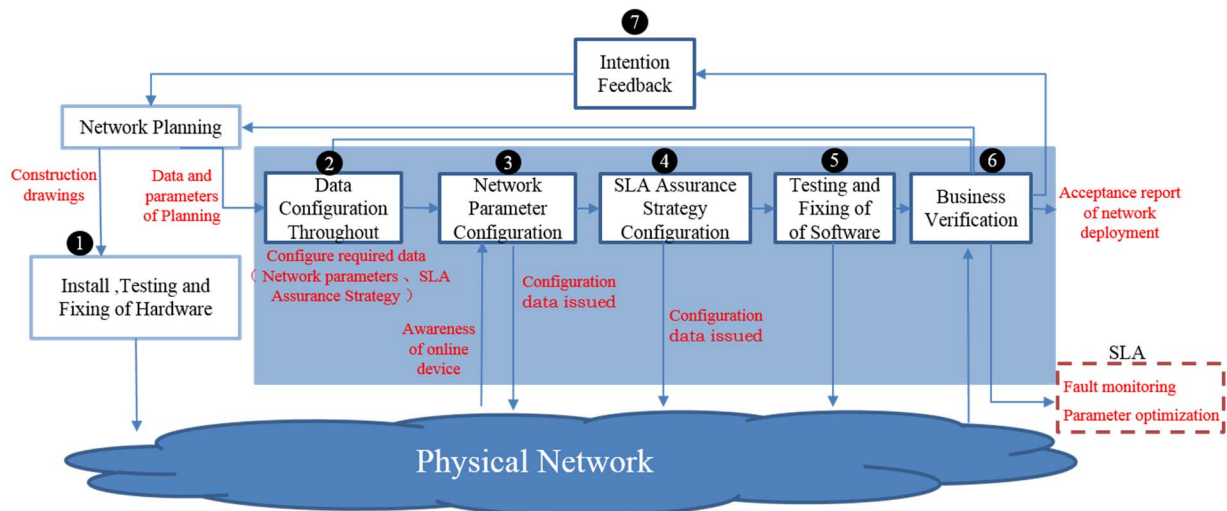 7
Intention
Feedback
Network Planning
Construction
drawings
Data and
parameters
of Planning
1
Install ,Testing and
Fixing of Hardware
2
Data
Configuration
Throughout
Configure required data
( Network parameters 、SLA
Assurance Strategy )
3
Network
Parameter
Configuration
Awareness
of online
device
Configuration
data issued
4
SLA Assurance
Strategy
Configuration
Configuration
data issued
5
Testing and
Fixing of
of Software
6
Business
Verification
Acceptance report
of network
deployment
SLA
Fault monitoring
Parameter optimization
Physical Network